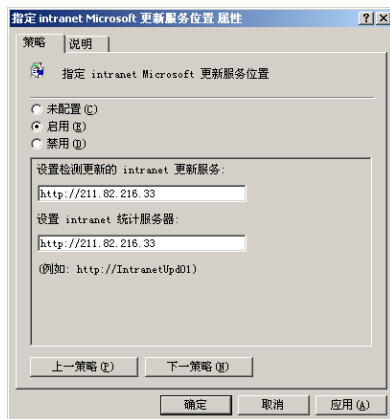 指定 intranet Microsoft 更新服务位置 属性
策略 说明
指定 intranet Microsoft 更新服务位置
未配置(C)
启用(E)
禁用(D)
设置检测更新的 intranet 更新服务:
http://211.82.216.33
设置 intranet 统计服务器:
http://211.82.216.33
(例如: http://IntranetUpd01)
上一策略(P) 下一策略(N)
确定 取消 应用(A)